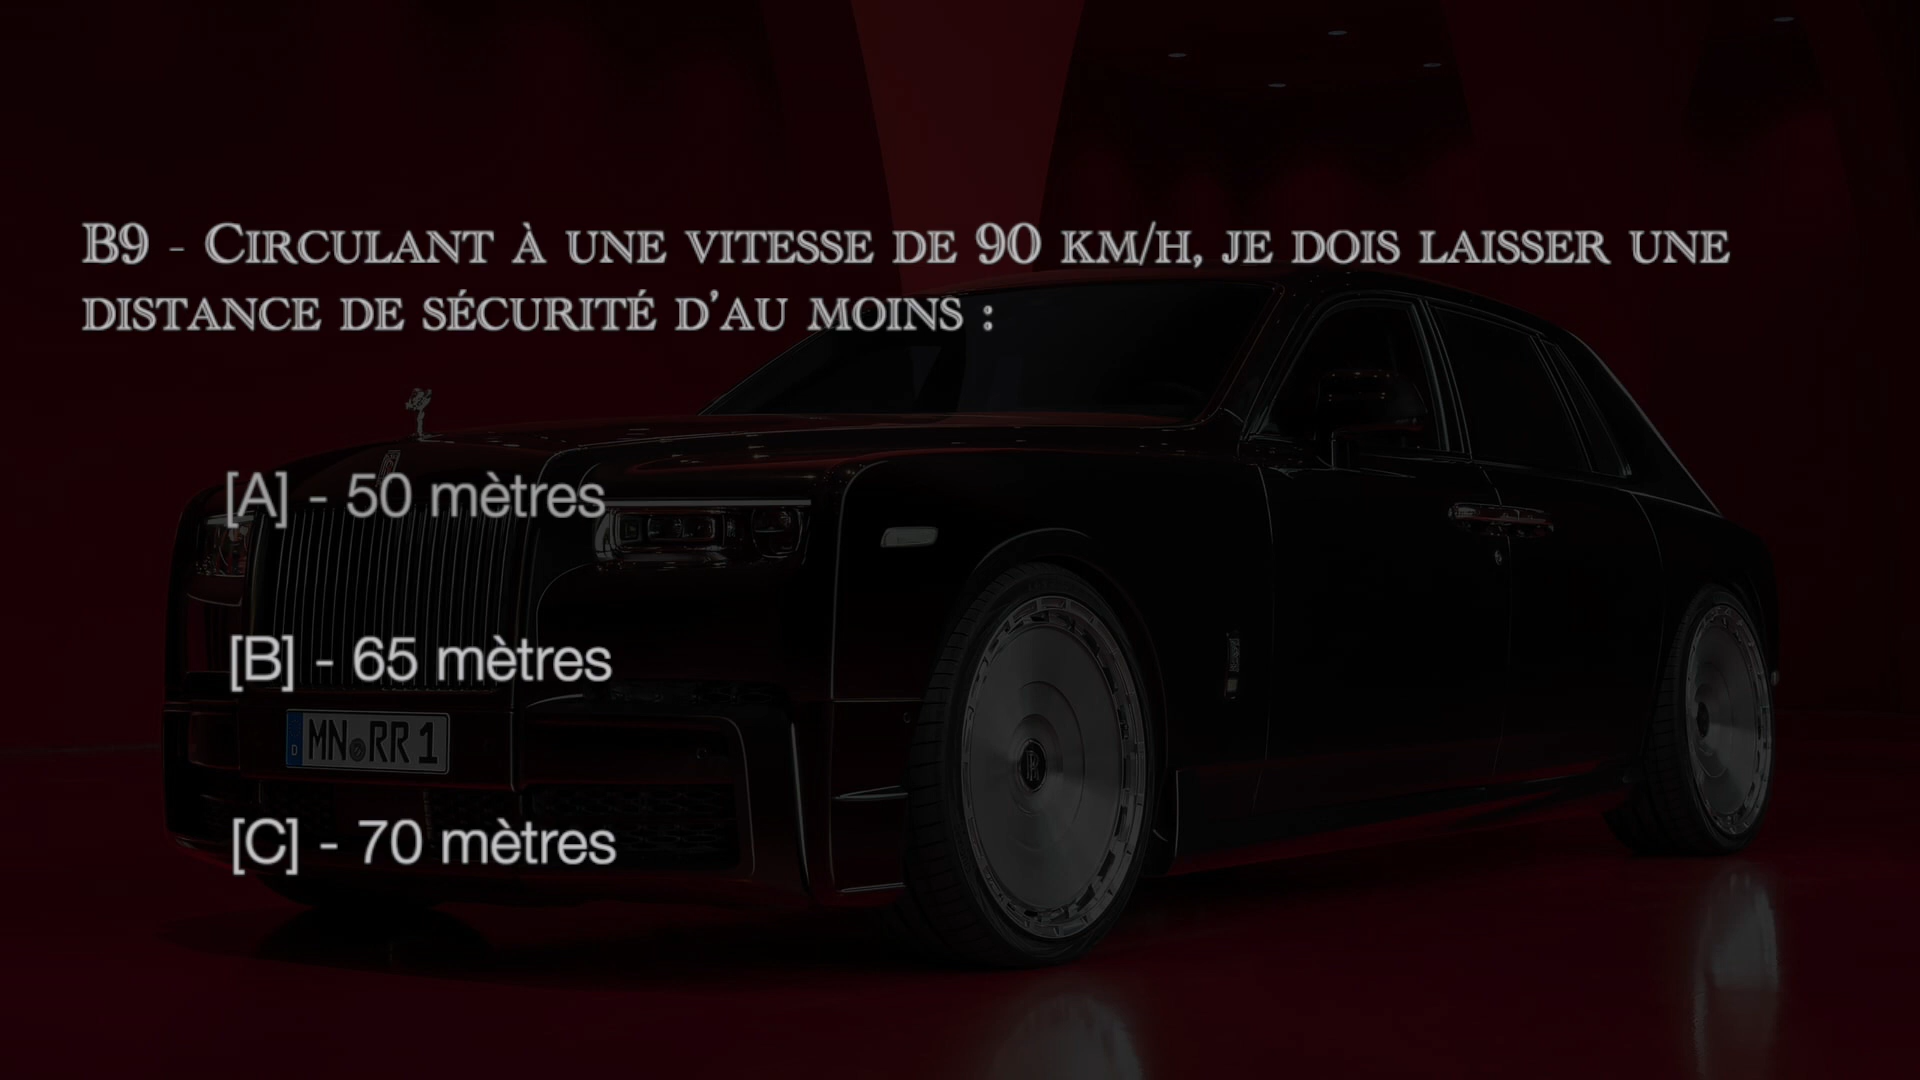 B9 - Circulant à une vitesse de 90 km/h, je dois laisser une
distance de sécurité d'au moins :
[A] - 50 mètres
[B] - 65 mètres
D MN RR 1
[C] - 70 mètres